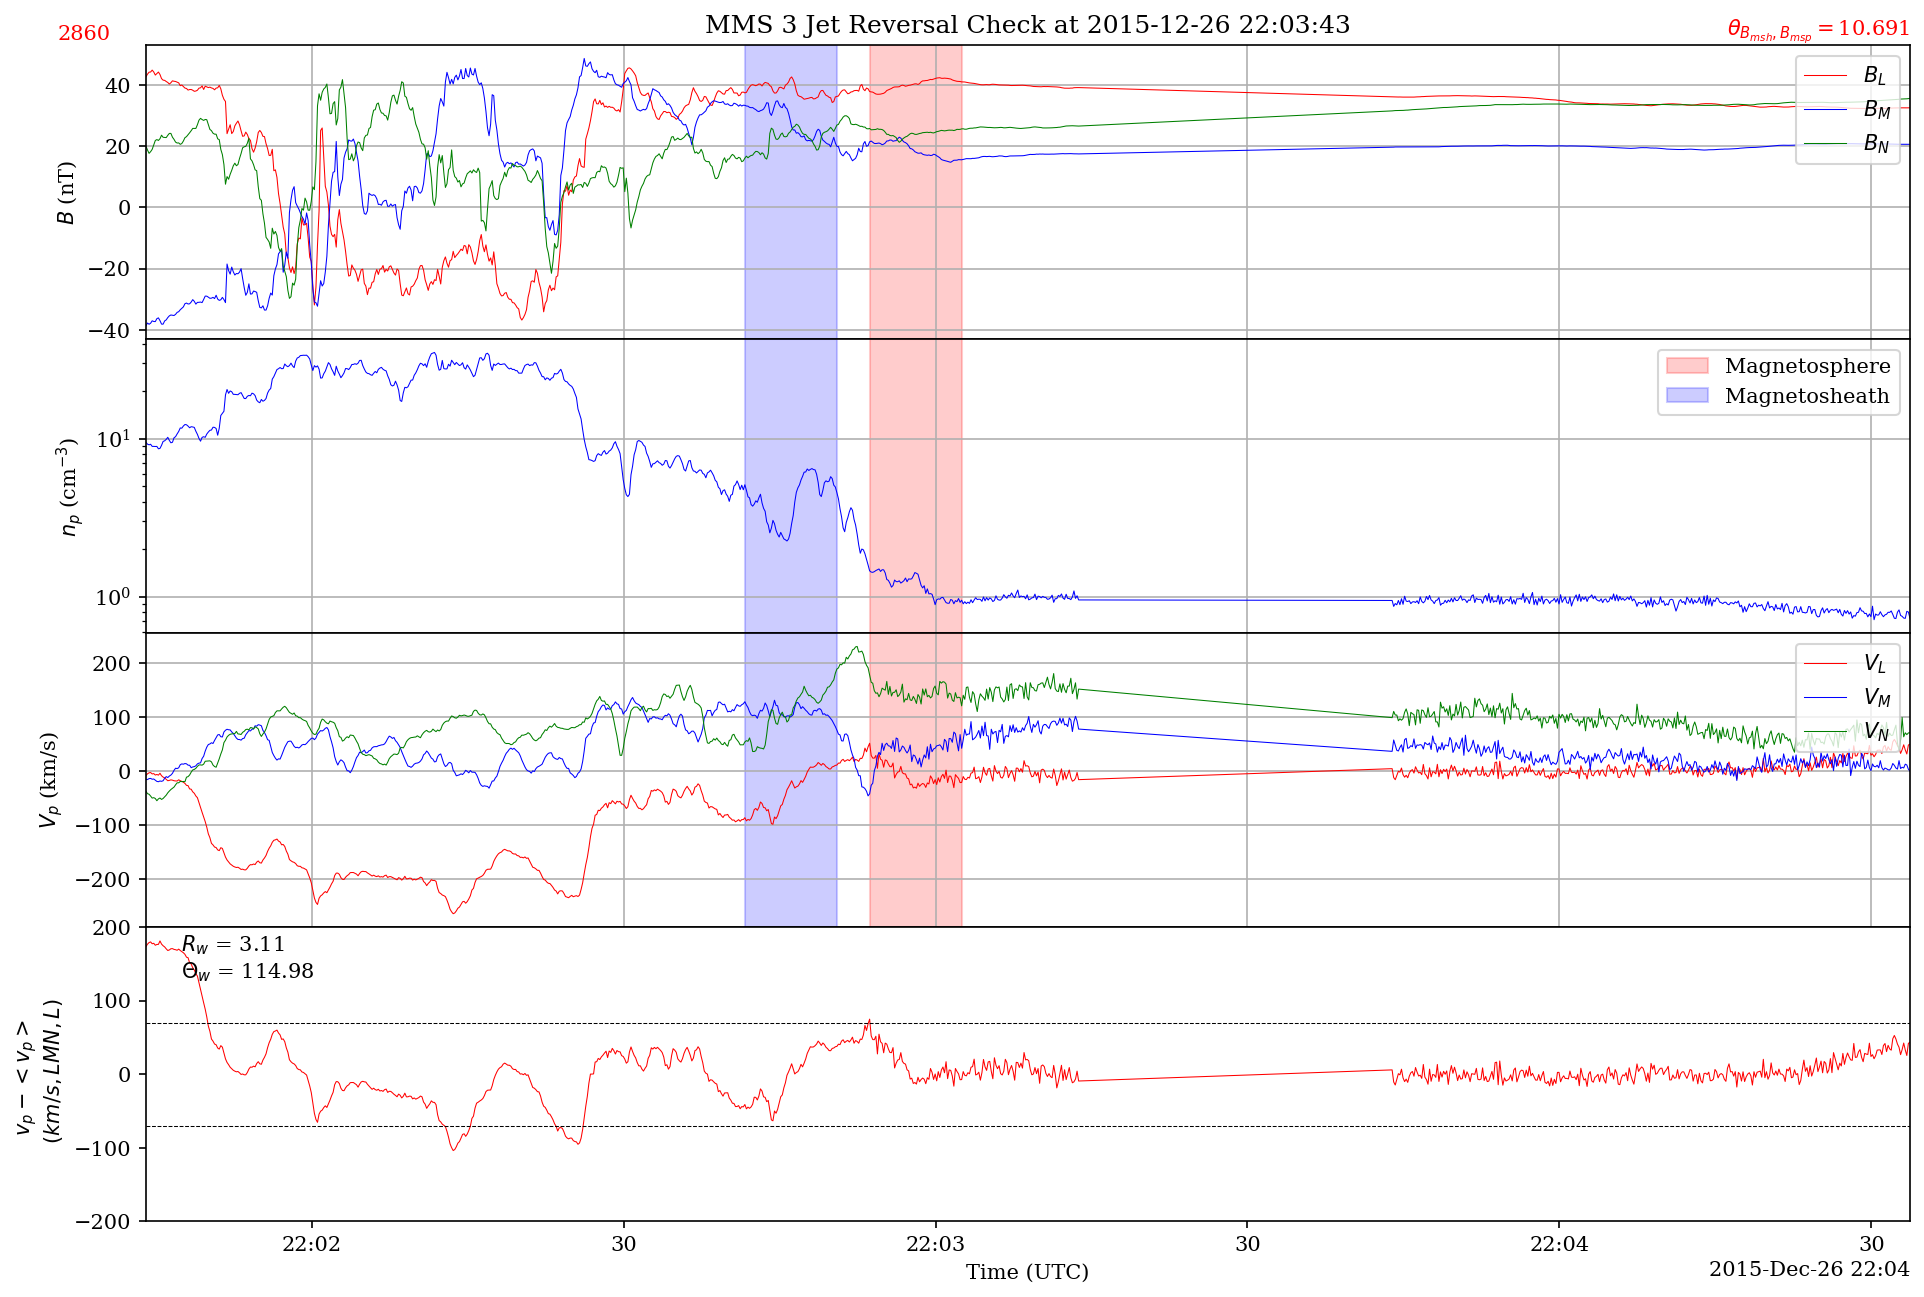 MMS 3 Jet Reversal Check at 2015-12-26 22:03:43
2860
θ_{B_{msh}, B_{msp}} = 10.691
B (nT)
40
20
0
−20
−40
B_L
B_M
B_N
n_p (cm^{−3})
10^1
10^0
Magnetosphere
Magnetosheath
V_p (km/s)
200
100
0
−100
−200
V_L
V_M
V_N
v_p − < v_p >
(km/s, LMN, L)
200
100
0
−100
−200
R_w = 3.11
Θ_w = 114.98
22:02
30
22:03
30
22:04
30
Time (UTC)
2015-Dec-26 22:04